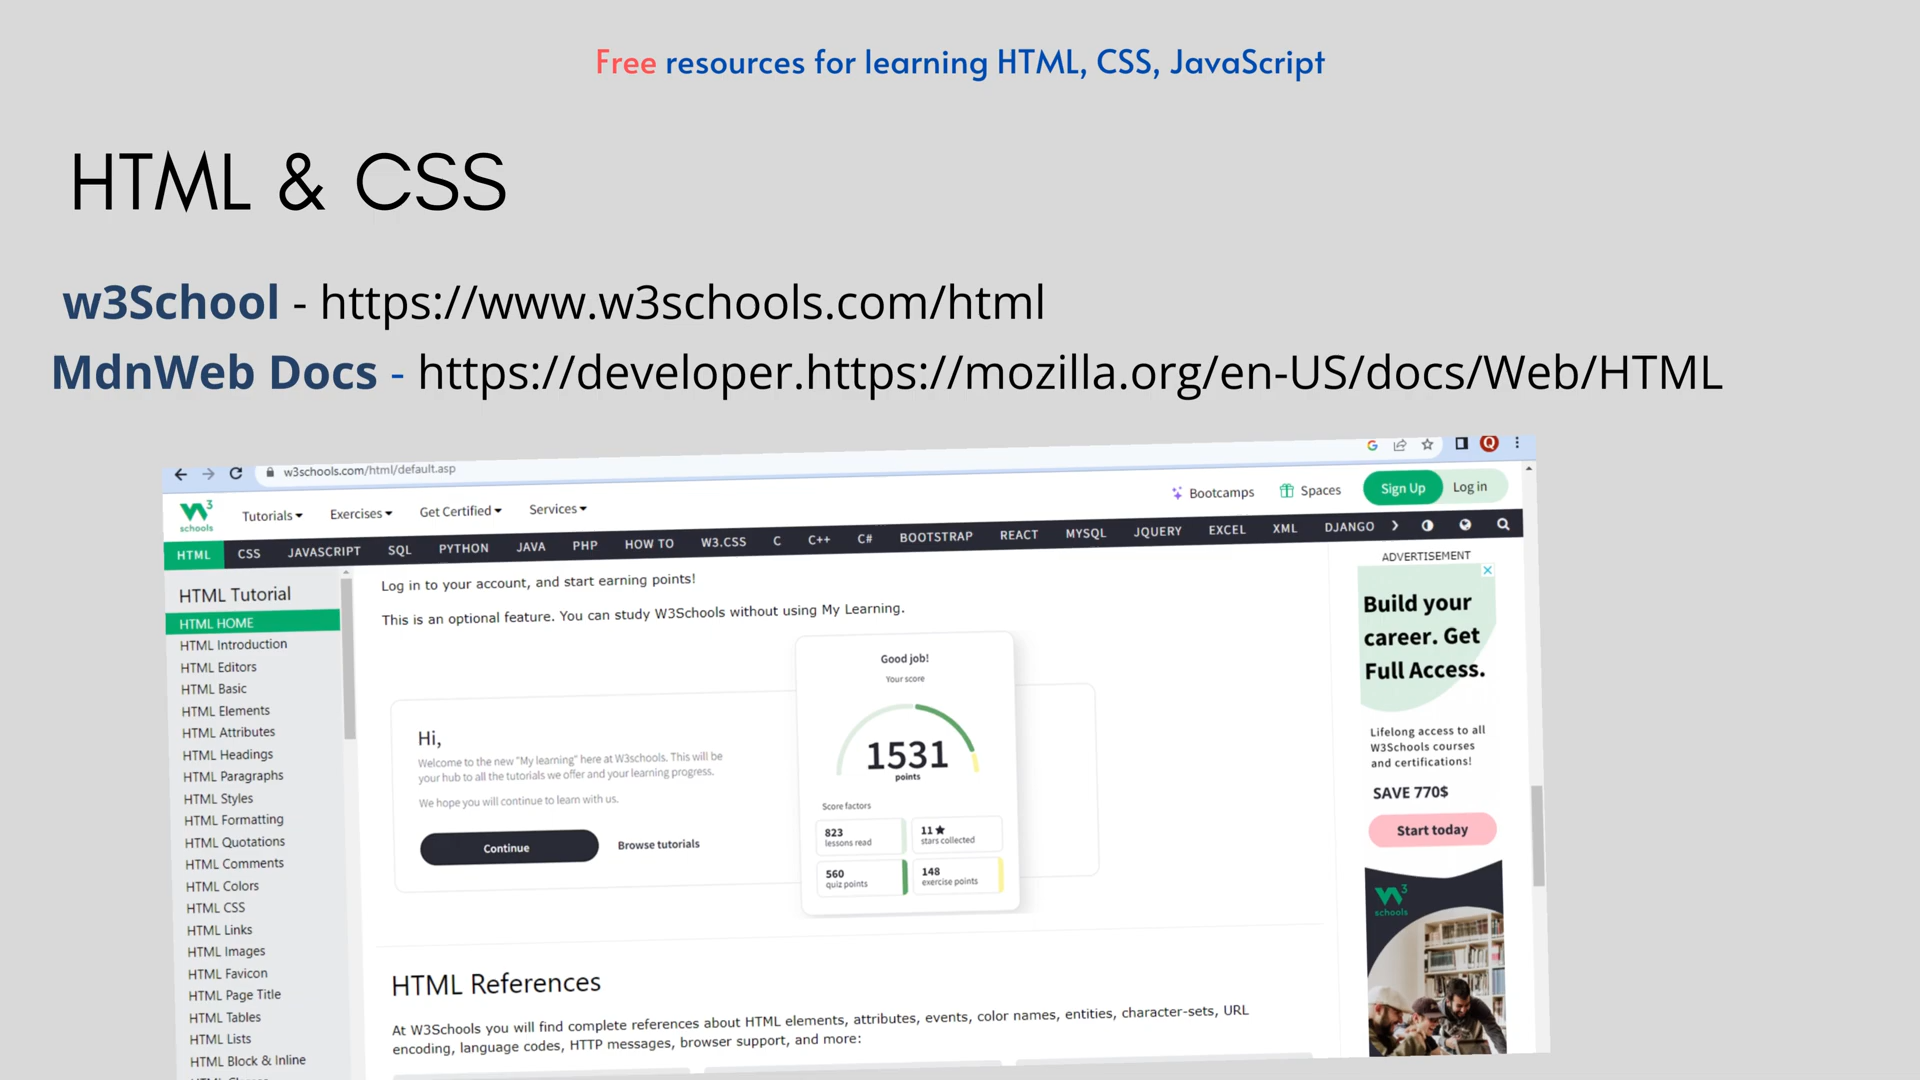 Free resources for learning HTML, CSS, JavaScript
HTML & CSS
w3School - https://www.w3schools.com/html
MdnWeb Docs - https://developer.https://mozilla.org/en-US/docs/Web/HTML
w3schools.com/html/default.asp
Q
W3 schools
Tutorials
Exercises
Get Certified
Services
Bootcamps
Spaces
Sign Up
Log in
HTML CSS JAVASCRIPT SQL PYTHON JAVA PHP HOW TO W3.CSS C C++ C# BOOTSTRAP REACT MYSQL JQUERY EXCEL XML DJANGO
HTML Tutorial
HTML HOME
HTML Introduction
HTML Editors
HTML Basic
HTML Elements
HTML Attributes
HTML Headings
HTML Paragraphs
HTML Styles
HTML Formatting
HTML Quotations
HTML Comments
HTML Colors
HTML CSS
HTML Links
HTML Images
HTML Favicon
HTML Page Title
HTML Tables
HTML Lists
HTML Block & Inline
Log in to your account, and start earning points!
This is an optional feature. You can study W3Schools without using My Learning.
Hi,
Welcome to the new "My learning" here at W3schools. This will be
your hub to all the tutorials we offer and your learning progress.
We hope you will continue to learn with us.
Continue
Browse tutorials
Good job!
Your score
1531
points
Score factors
823
lessons read
11 ★
stars collected
560
quiz points
148
exercise points
HTML References
At W3Schools you will find complete references about HTML elements, attributes, events, color names, entities, character-sets, URL
encoding, language codes, HTTP messages, browser support, and more:
ADVERTISEMENT
Build your
career. Get
Full Access.
Lifelong access to all
W3Schools courses
and certifications!
SAVE 770$
Start today
W3 schools